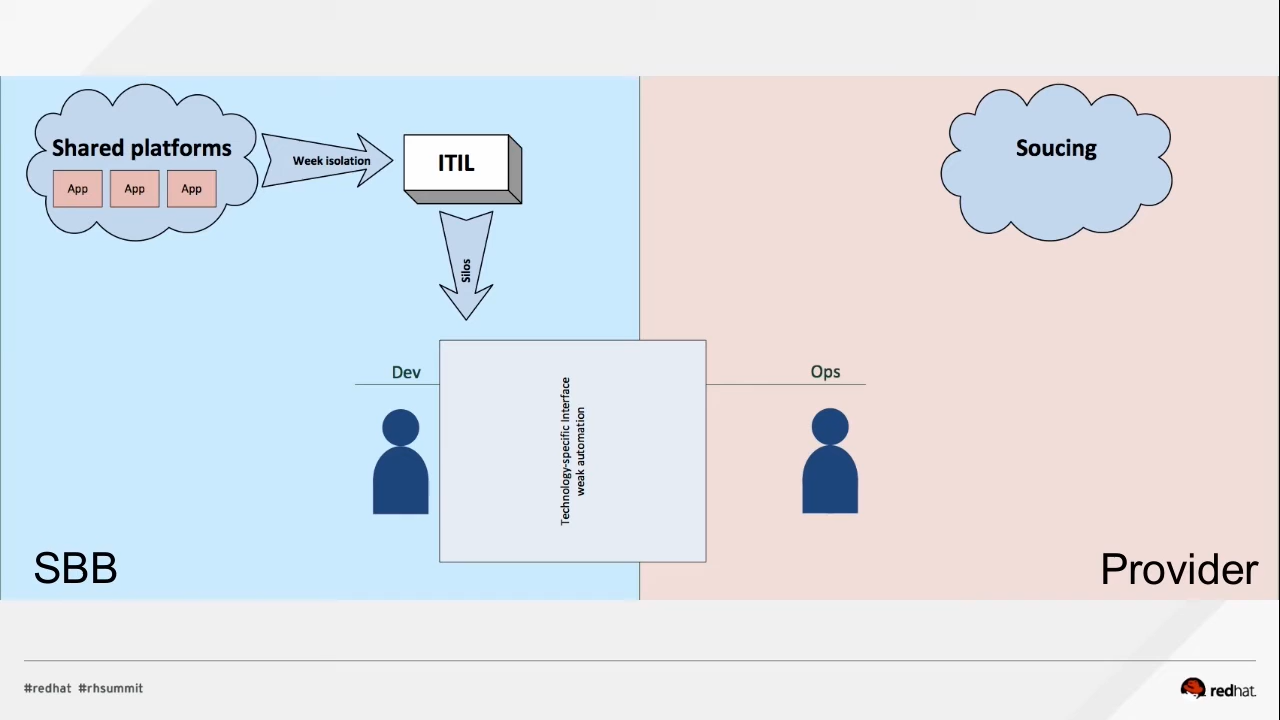 Shared platforms
App App App
Week isolation
ITIL
Soucing
Silos
Dev
Ops
Technology-specific Interface
weak automation
SBB
Provider
#redhat #rhsummit
redhat.